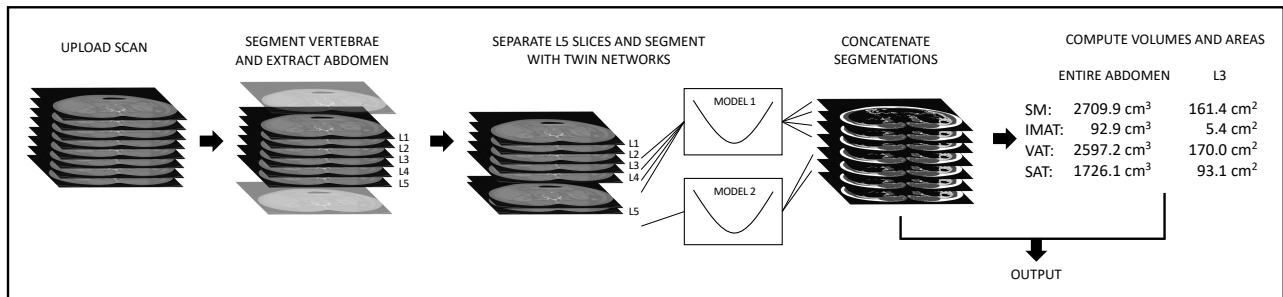 UPLOAD SCAN
SEGMENT VERTEBRAE
AND EXTRACT ABDOMEN
L1
L2
L3
L4
L5
SEPARATE L5 SLICES AND SEGMENT
WITH TWIN NETWORKS
L1
L2
L3
L4
L5
MODEL 1
MODEL 2
CONCATENATE
SEGMENTATIONS
COMPUTE VOLUMES AND AREAS
ENTIRE ABDOMEN L3
SM: 2709.9 cm³ 161.4 cm²
IMAT: 92.9 cm³ 5.4 cm²
VAT: 2597.2 cm³ 170.0 cm²
SAT: 1726.1 cm³ 93.1 cm²
OUTPUT